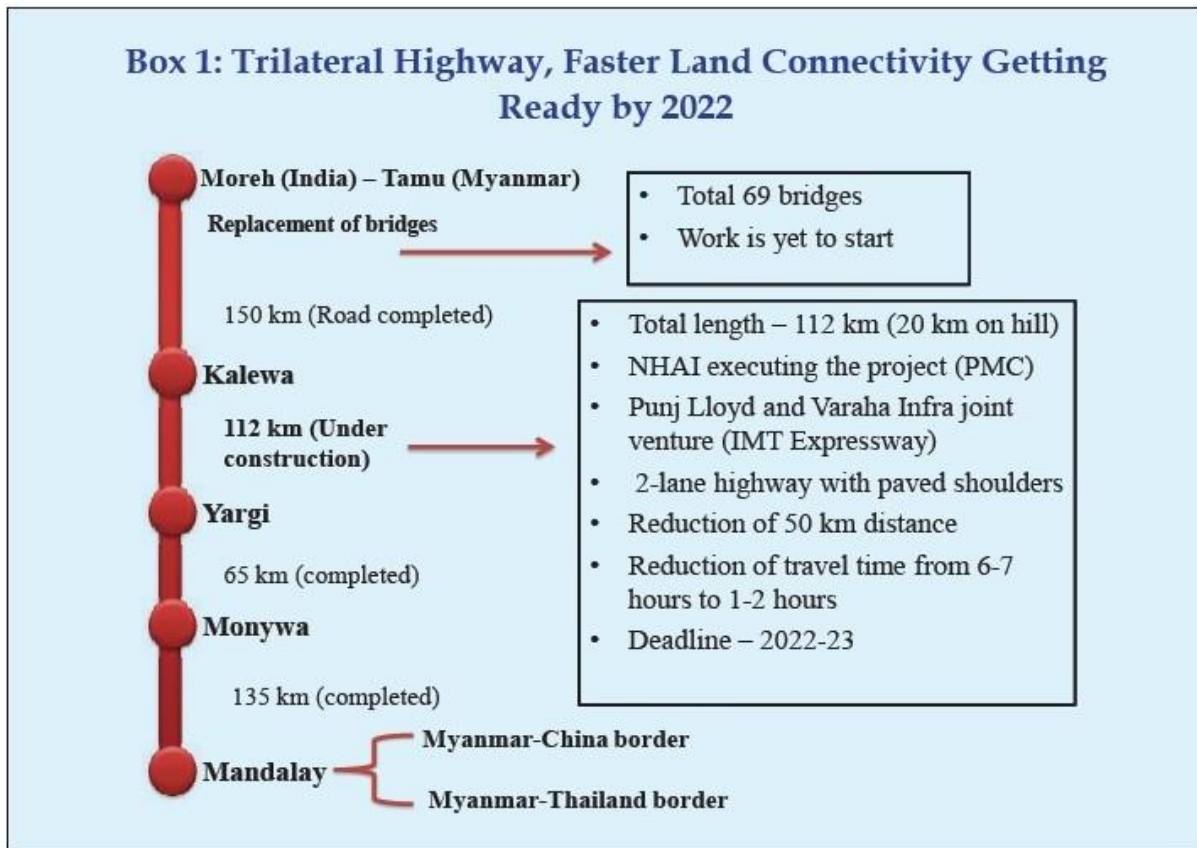 Box 1: Trilateral Highway, Faster Land Connectivity Getting
Ready by 2022
Moreh (India) – Tamu (Myanmar)
Replacement of bridges
• Total 69 bridges
• Work is yet to start
150 km (Road completed)
Kalewa
112 km (Under
construction)
• Total length – 112 km (20 km on hill)
• NHAI executing the project (PMC)
• Punj Lloyd and Varaha Infra joint
venture (IMT Expressway)
• 2-lane highway with paved shoulders
• Reduction of 50 km distance
• Reduction of travel time from 6-7
hours to 1-2 hours
• Deadline – 2022-23
Yargi
65 km (completed)
Monywa
135 km (completed)
Mandalay
Myanmar-China border
Myanmar-Thailand border